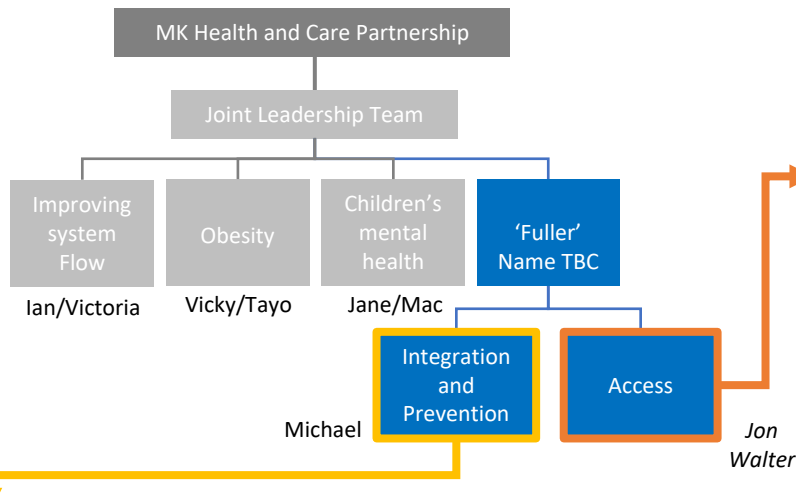 MK Health and Care Partnership
Joint Leadership Team
Improving
system
Flow
Obesity
Children’s
mental
health
‘Fuller’
Name TBC
Ian/Victoria
Vicky/Tayo
Jane/Mac
Integration
and
Prevention
Access
Michael
Jon
Walter